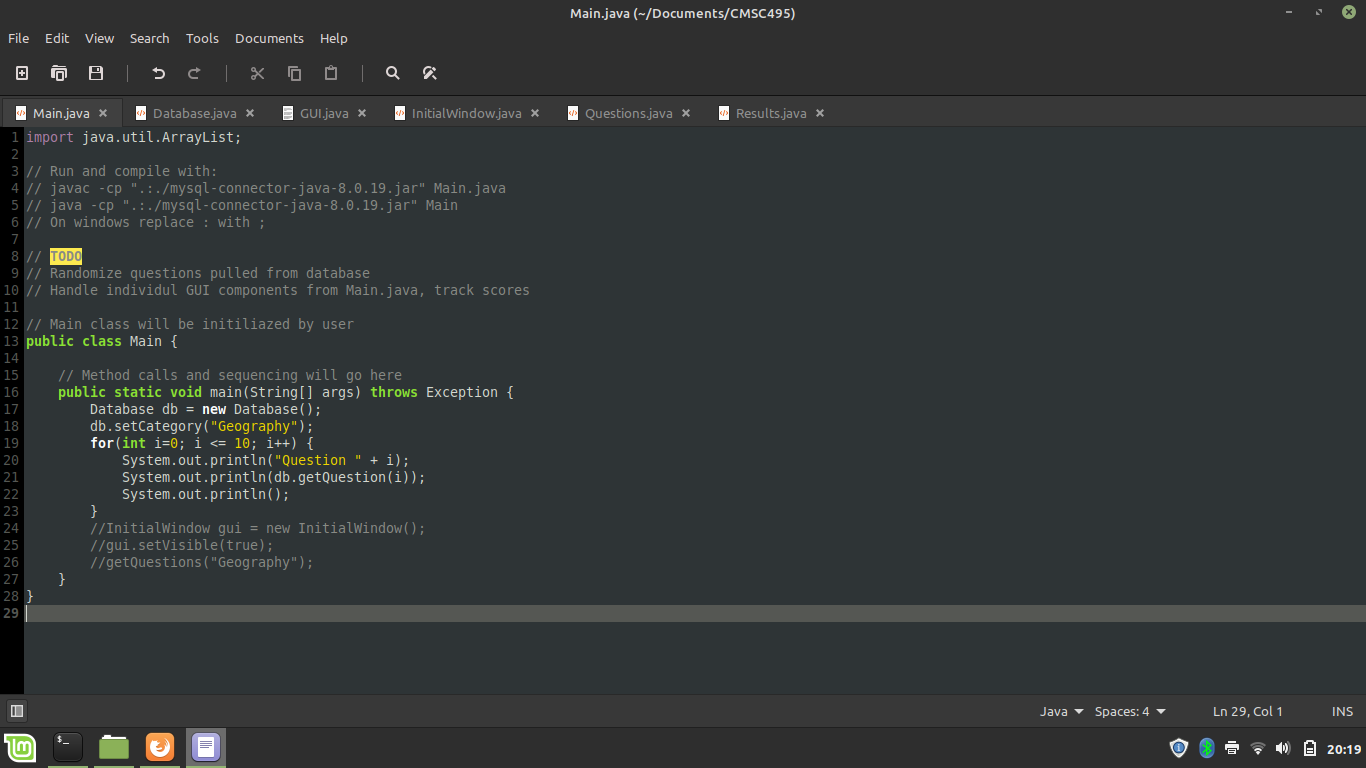 Main.java (~/Documents/CMSC495)
File Edit View Search Tools Documents Help
Main.java Database.java GUI.java InitialWindow.java Questions.java Results.java
1 import java.util.ArrayList;
2
3 // Run and compile with:
4 // javac -cp ".:./mysql-connector-java-8.0.19.jar" Main.java
5 // java -cp ".:./mysql-connector-java-8.0.19.jar" Main
6 // On windows replace : with ;
7
8 // TODO
9 // Randomize questions pulled from database
10 // Handle individul GUI components from Main.java, track scores
11
12 // Main class will be initiliazed by user
13 public class Main {
14
15     // Method calls and sequencing will go here
16     public static void main(String[] args) throws Exception {
17         Database db = new Database();
18         db.setCategory("Geography");
19         for(int i=0; i <= 10; i++) {
20             System.out.println("Question " + i);
21             System.out.println(db.getQuestion(i));
22             System.out.println();
23         }
24         //InitialWindow gui = new InitialWindow();
25         //gui.setVisible(true);
26         //getQuestions("Geography");
27     }
28 }
29
Java Spaces: 4 Ln 29, Col 1 INS
$_
20:19